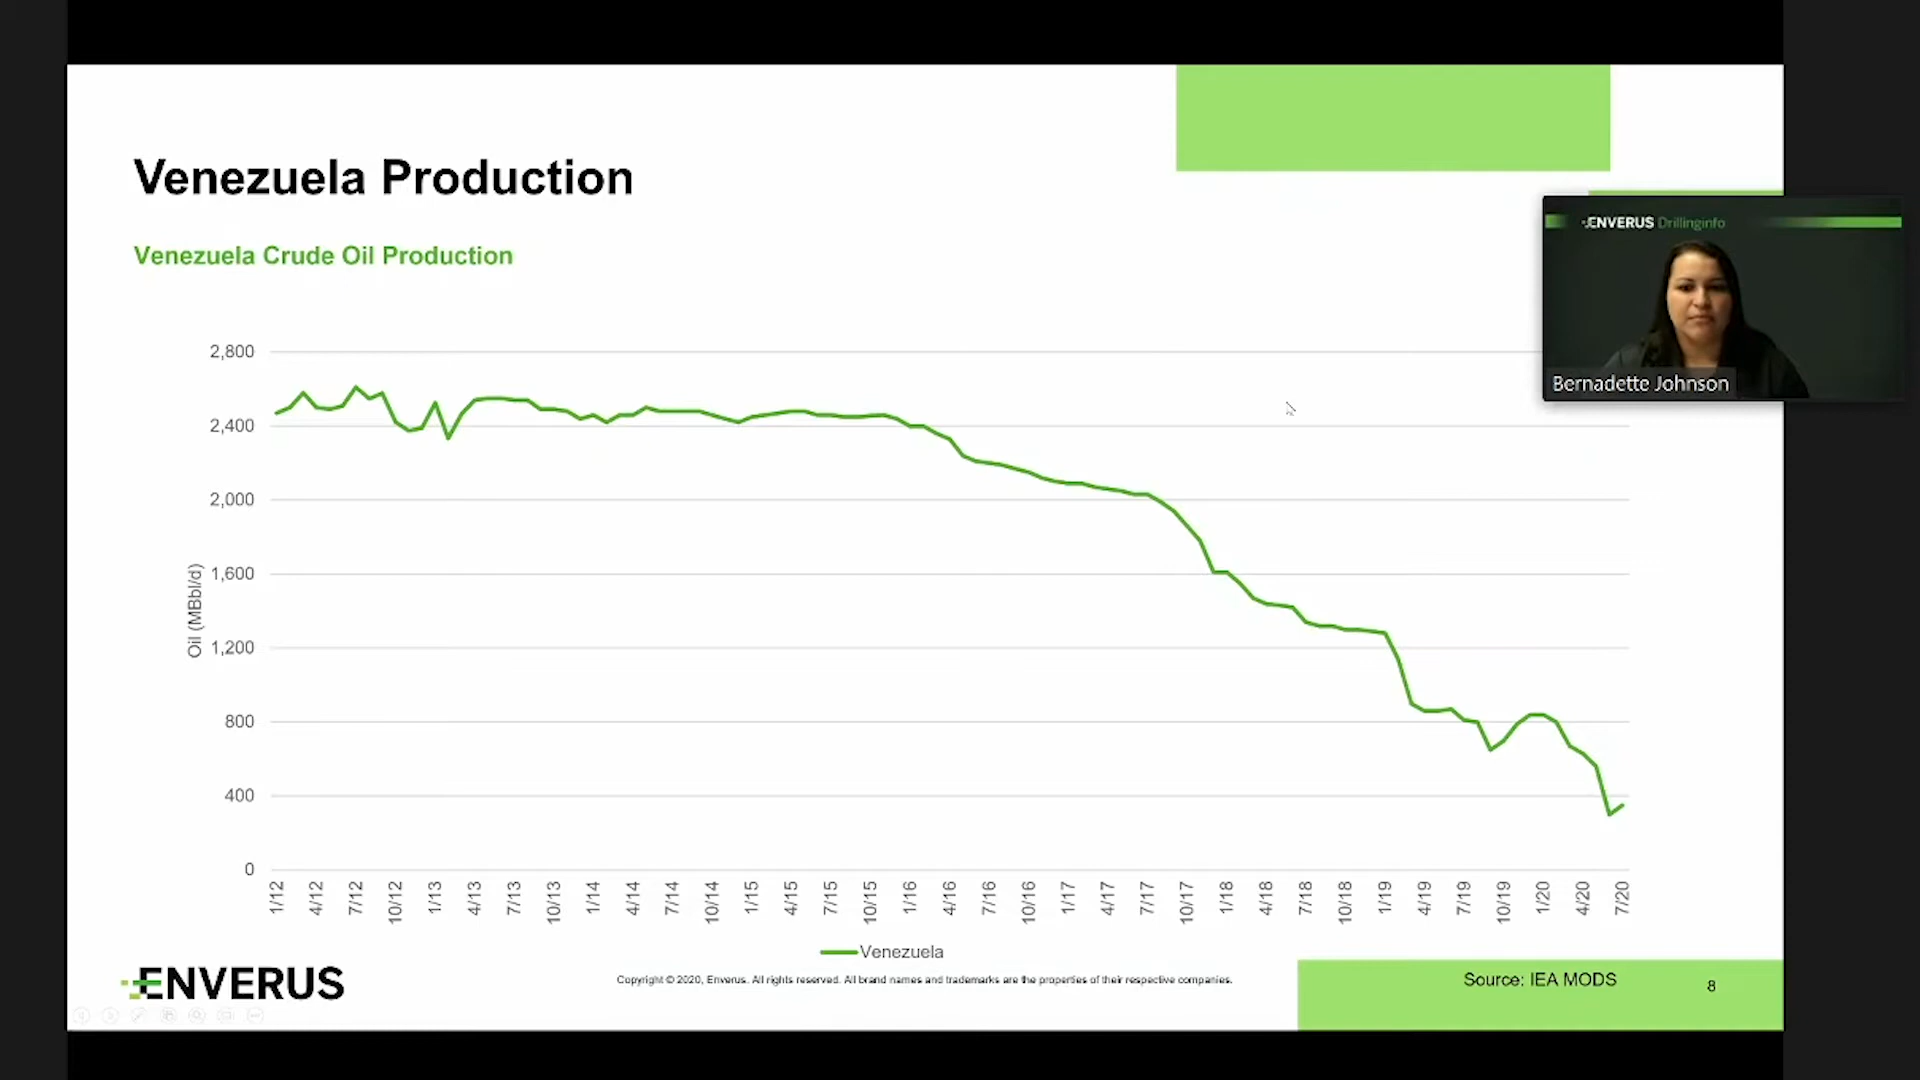 Venezuela Production
Venezuela Crude Oil Production
ENVERUS Drillinginfo
Bernadette Johnson
Oil (MBbl/d)
2,800
2,400
2,000
1,600
1,200
800
400
0
1/12 4/12 7/12 10/12 1/13 4/13 7/13 10/13 1/14 4/14 7/14 10/14 1/15 4/15 7/15 10/15 1/16 4/16 7/16 10/16 1/17 4/17 7/17 10/17 1/18 4/18 7/18 10/18 1/19 4/19 7/19 10/19 1/20 4/20 7/20
Venezuela
ENVERUS
Copyright © 2020, Enverus. All rights reserved. All brand names and trademarks are the properties of their respective companies.
Source: IEA MODS
8